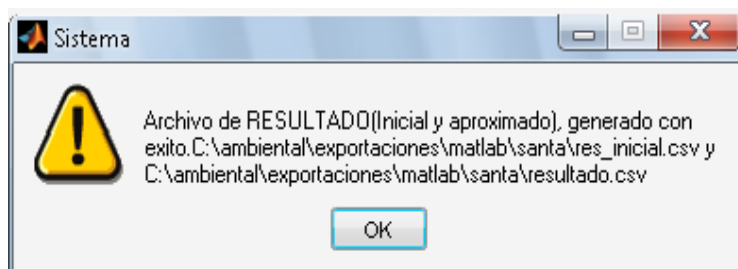 Sistema
Archivo de RESULTADO(Inicial y aproximado), generado con
exito.C:\ambiental\exportaciones\matlab\santa\res_inicial.csv y
C:\ambiental\exportaciones\matlab\santa\resultado.csv
OK